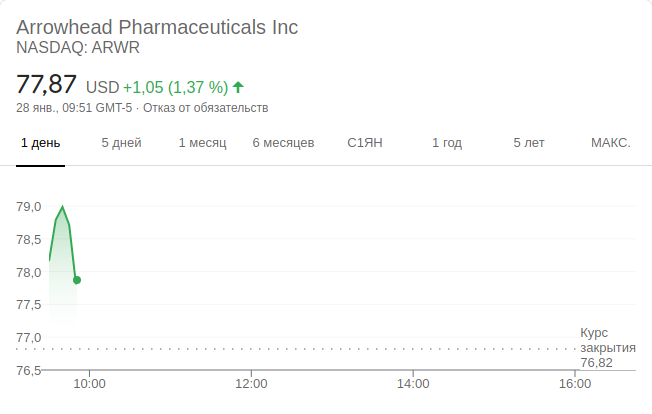 Arrowhead Pharmaceuticals Inc
NASDAQ: ARWR
77,87 USD +1,05 (1,37 %)
28 янв., 09:51 GMT-5 · Отказ от обязательств
1 день 5 дней 1 месяц 6 месяцев С1ЯН 1 год 5 лет МАКС.
79,0
78,5
78,0
77,5
77,0
76,5
Курс
закрытия
76,82
10:00 12:00 14:00 16:00